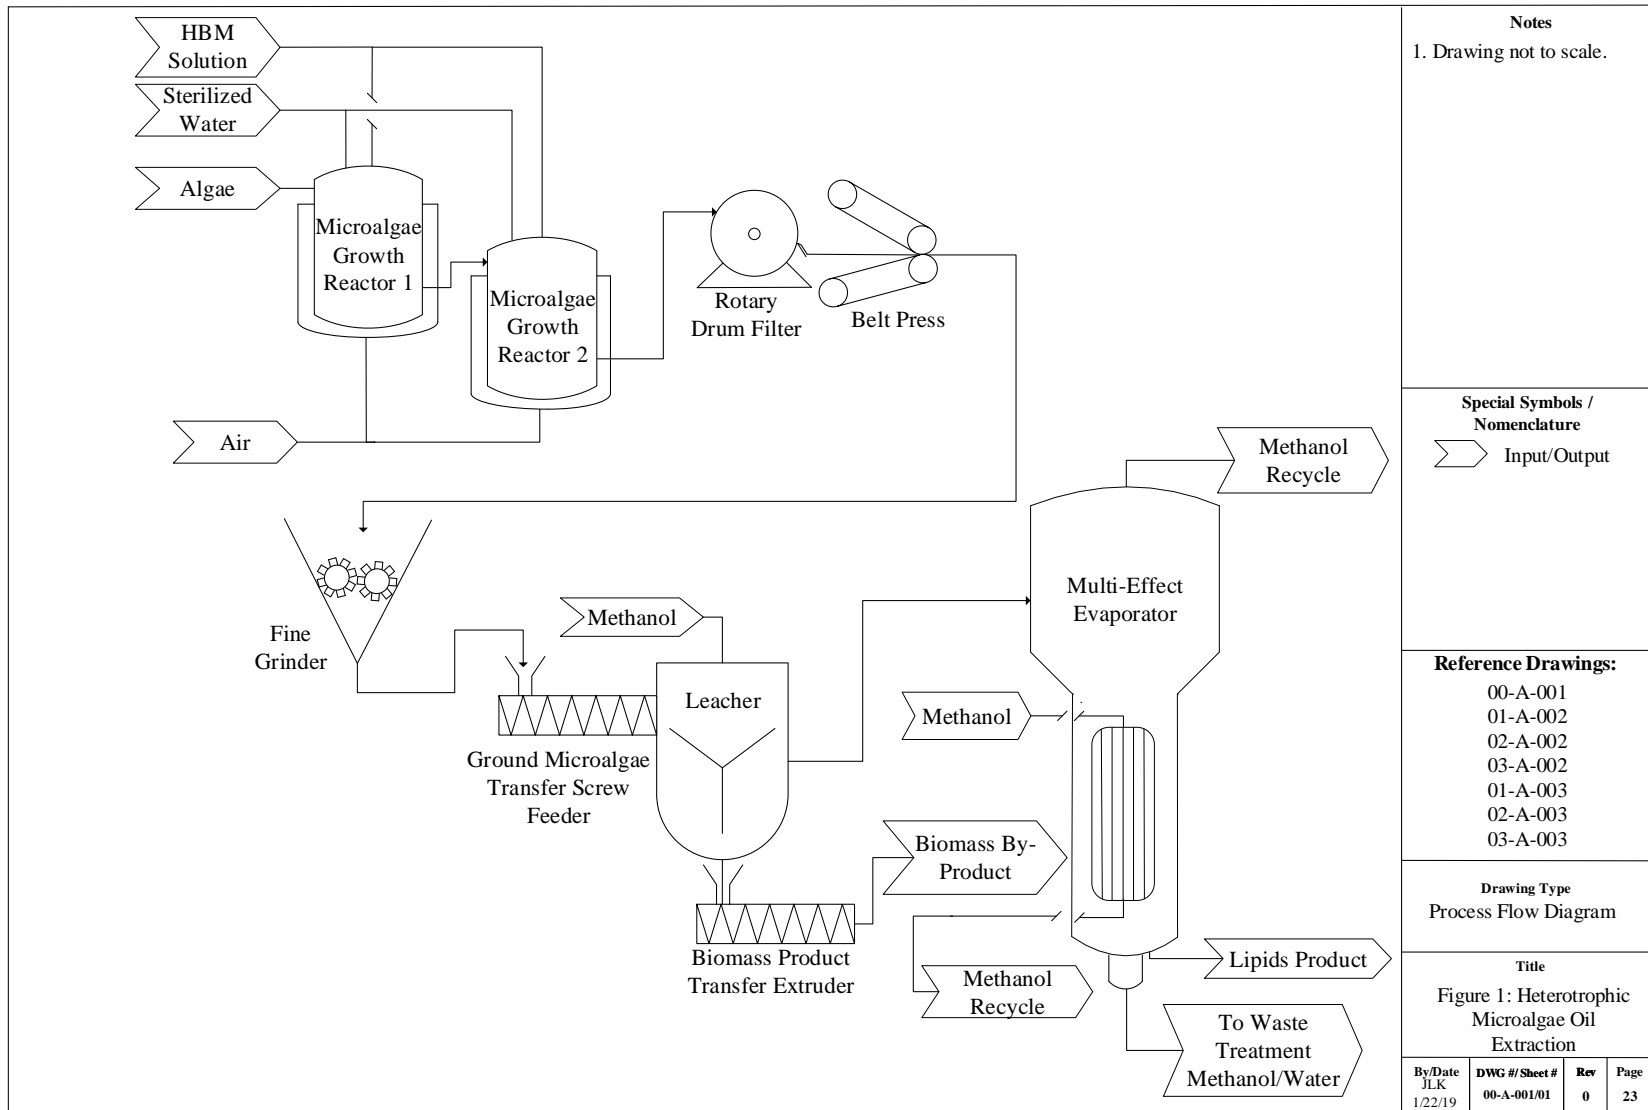 HBM
Solution
Sterilized
Water
Algae
Microalgae
Growth
Reactor 1
Microalgae
Growth
Reactor 2
Air
Rotary
Drum Filter
Belt Press
Fine
Grinder
Methanol
Leacher
Ground Microalgae
Transfer Screw
Feeder
Biomass Product
Transfer Extruder
Biomass By-
Product
Methanol
Recycle
Multi-Effect
Evaporator
Methanol
Methanol
Recycle
Lipids Product
To Waste
Treatment
Methanol/Water
Notes
1. Drawing not to scale.
Special Symbols /
Nomenclature
Input/Output
Reference Drawings:
00-A-001
01-A-002
02-A-002
03-A-002
01-A-003
02-A-003
03-A-003
Drawing Type
Process Flow Diagram
Title
Figure 1: Heterotrophic
Microalgae Oil
Extraction
By/Date
JLK
1/22/19
DWG #/ Sheet #
00-A-001/01
Rev
0
Page
23